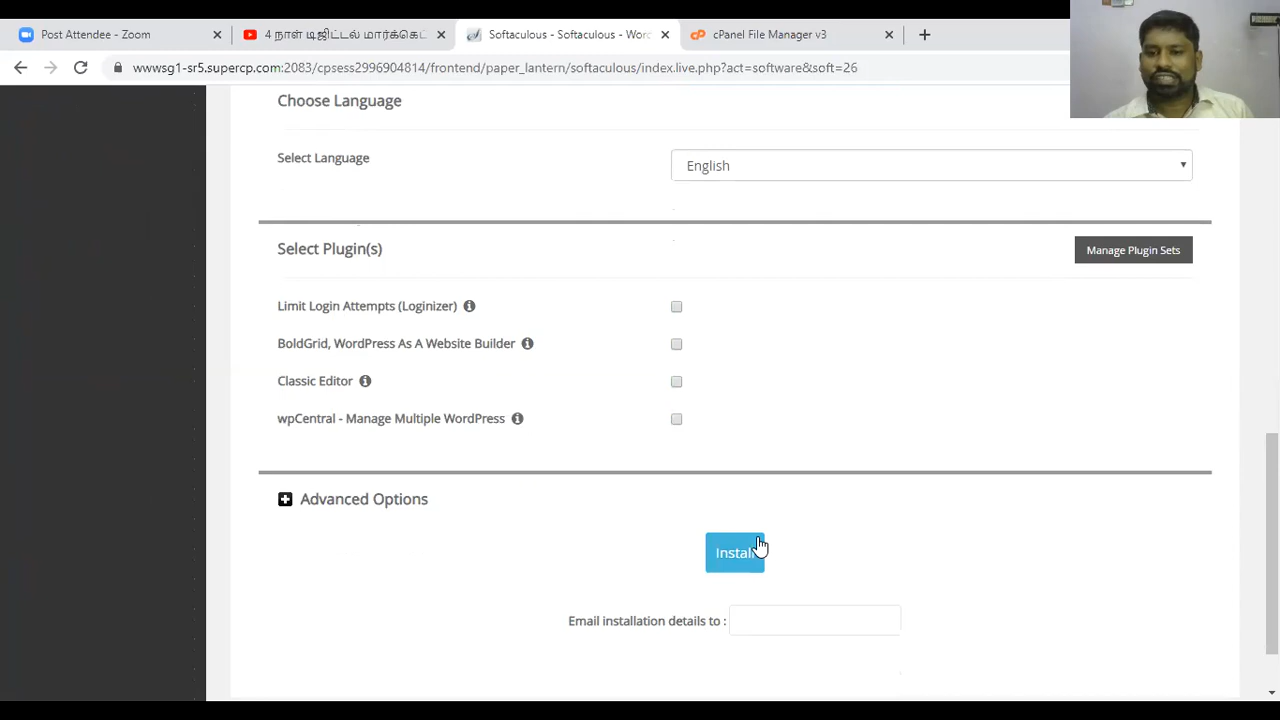 Post Attendee - Zoom
4 நாள் டிஜிட்டல் மார்க்கெட்
Softaculous - Softaculous - Wor
cPanel File Manager v3
wwwsg1-sr5.supercp.com:2083/cpsess2996904814/frontend/paper_lantern/softaculous/index.live.php?act=software&soft=26
Choose Language
Select Language
English
Select Plugin(s)
Manage Plugin Sets
Limit Login Attempts (Loginizer)
BoldGrid, WordPress As A Website Builder
Classic Editor
wpCentral - Manage Multiple WordPress
Advanced Options
Install
Email installation details to :